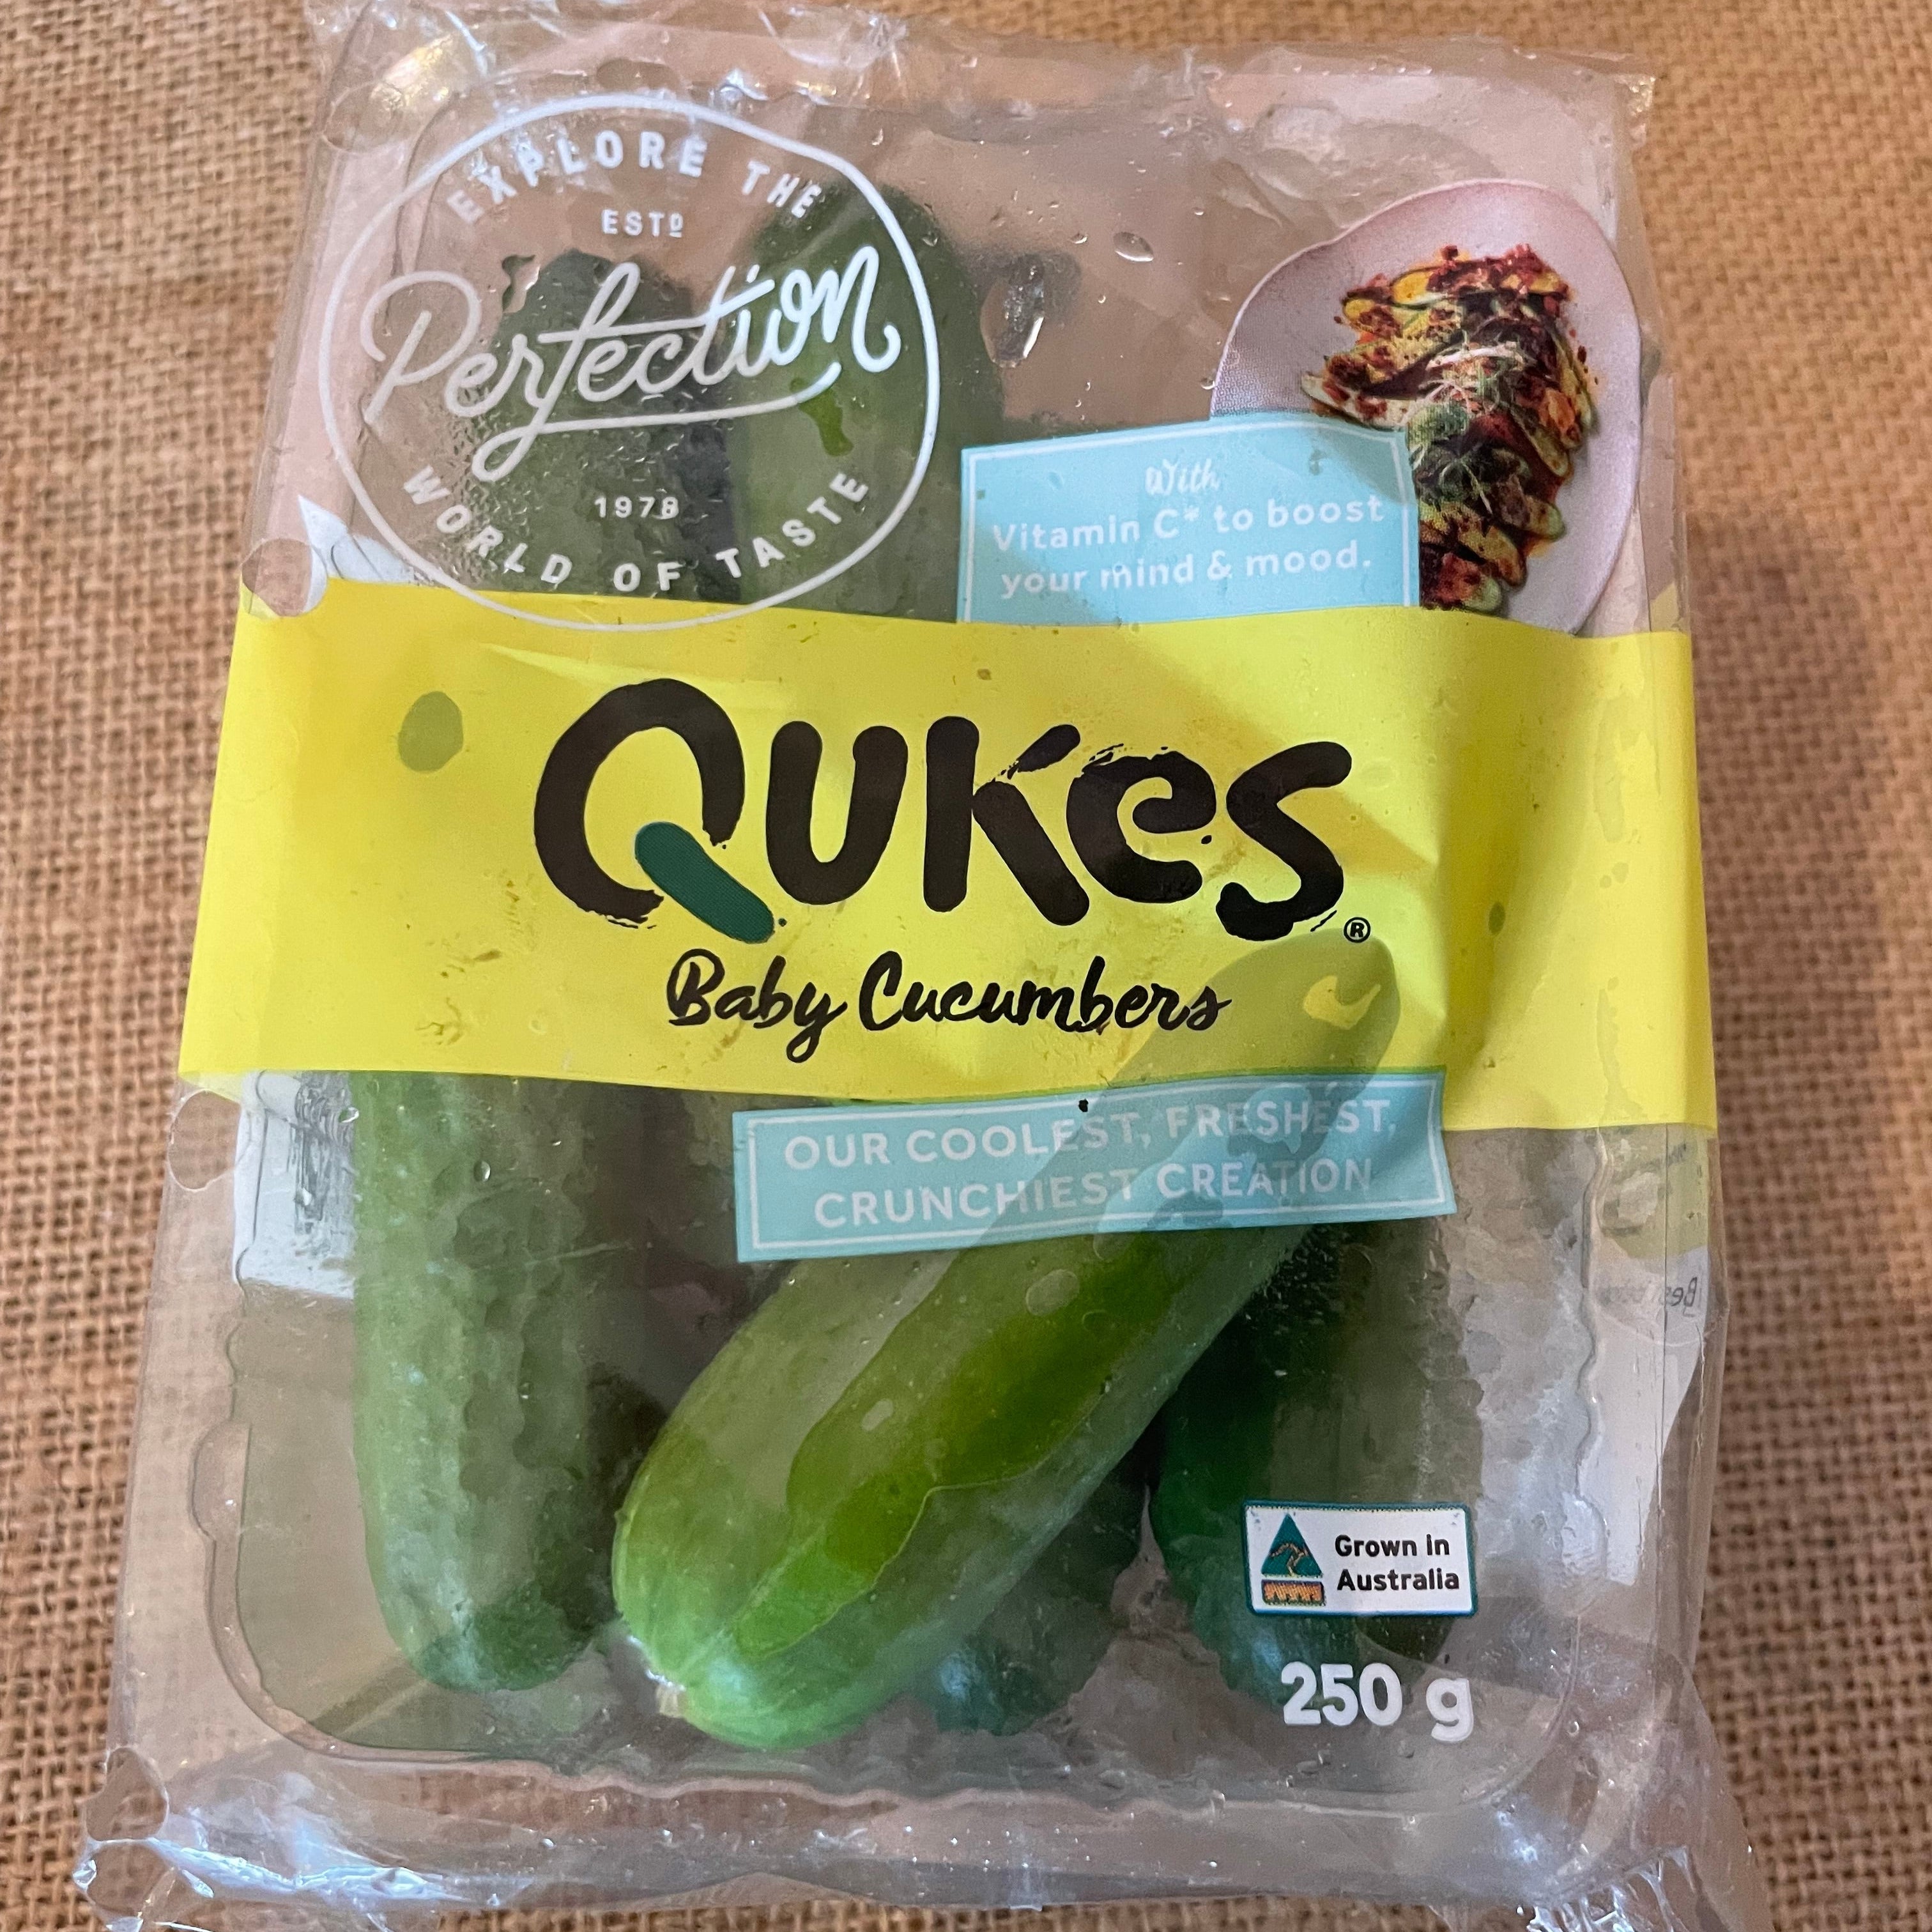 EXPLORE THE
ESTD
Perfection
1978
WORLD OF TASTE
With
Vitamin C* to boost
your mind & mood.
Qukes®
Baby Cucumbers
OUR COOLEST, FRESHEST,
CRUNCHIEST CREATION
Grown in
Australia
250 g